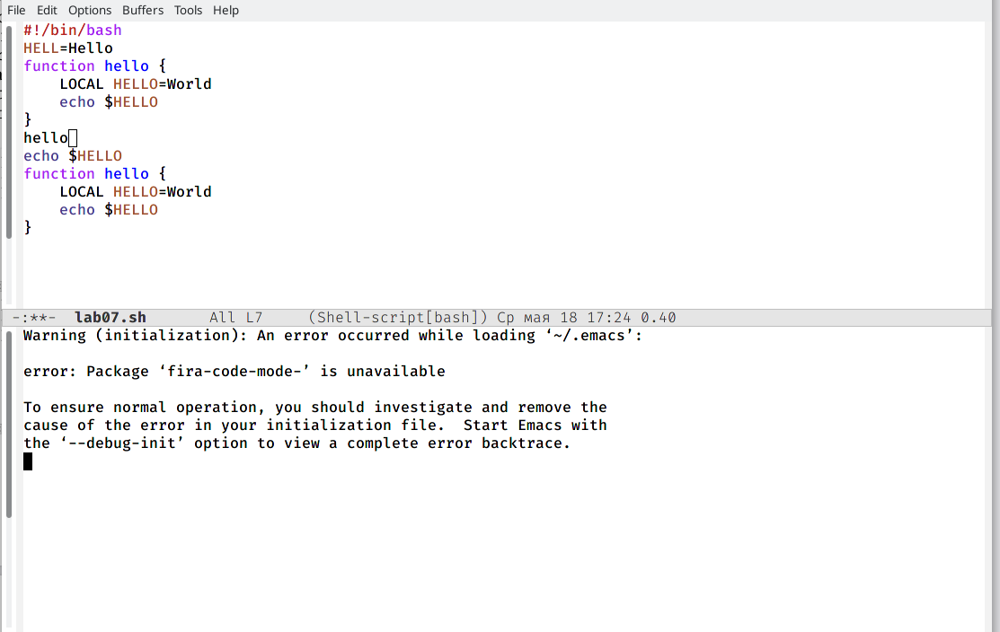 File Edit Options Buffers Tools Help
#!/bin/bash
HELL=Hello
function hello {
    LOCAL HELLO=World
    echo $HELLO
}
hello
echo $HELLO
function hello {
    LOCAL HELLO=World
    echo $HELLO
}
-:**-  lab07.sh       All L7     (Shell-script[bash]) Ср мая 18 17:24 0.40
Warning (initialization): An error occurred while loading ‘~/.emacs’:
error: Package ‘fira-code-mode-’ is unavailable
To ensure normal operation, you should investigate and remove the
cause of the error in your initialization file.  Start Emacs with
the ‘--debug-init’ option to view a complete error backtrace.